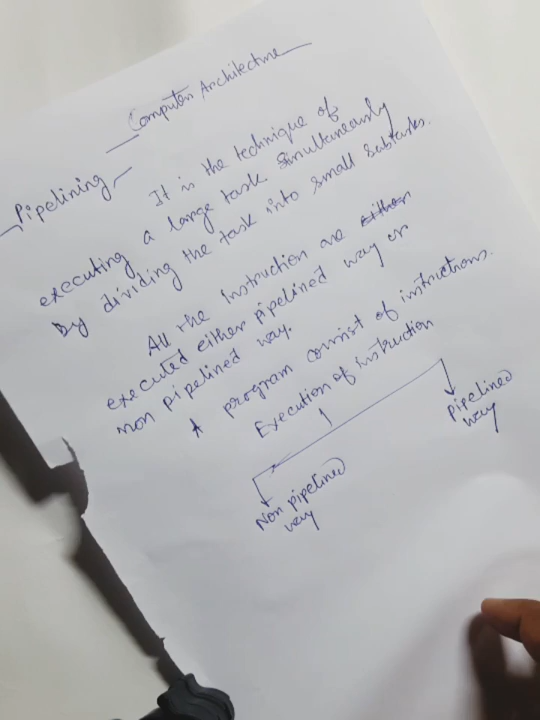 Computer Architecture
Pipelining
It is the technique of
executing a large task simultaneously
by dividing the task into small subtasks.
All the instruction are either
executed either pipelined way or
non pipelined way.
A program consist of instructions.
Execution of instruction
Pipelined
way
Non pipelined
way